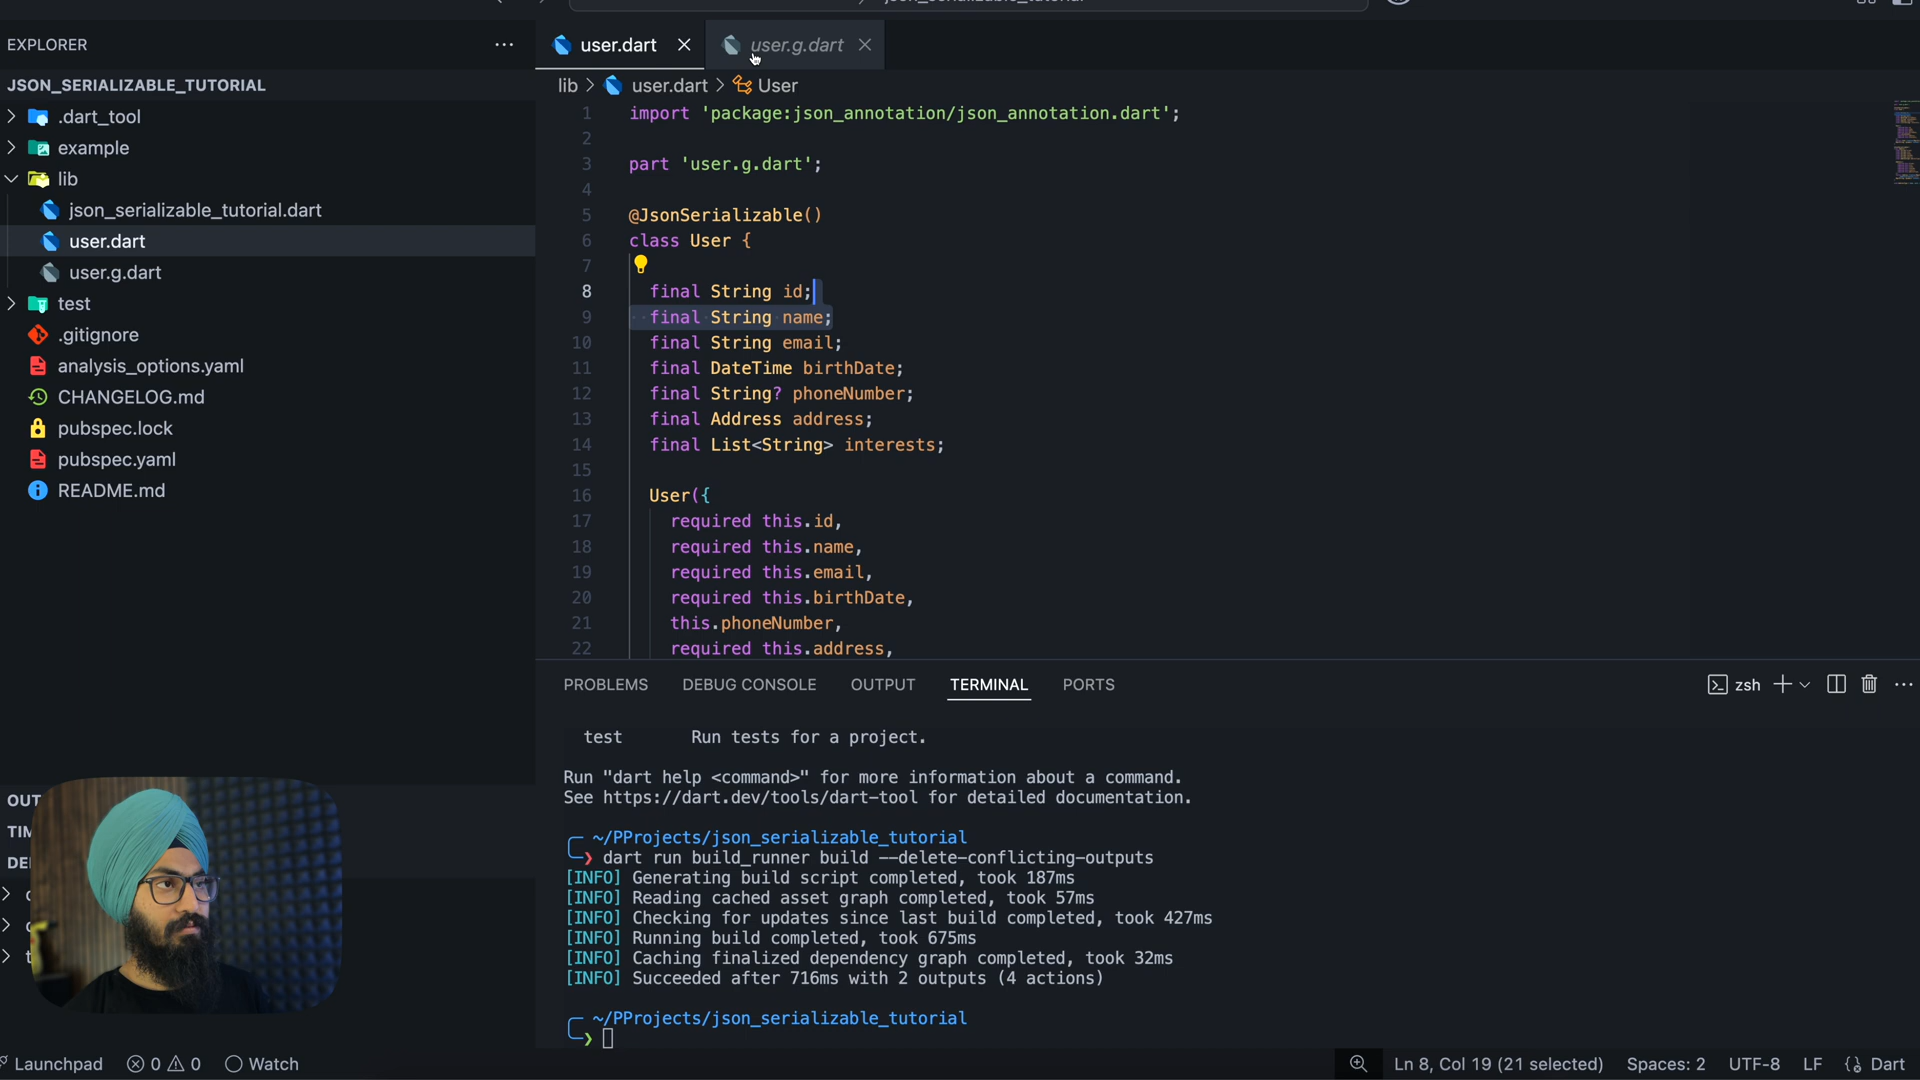 EXPLORER
JSON_SERIALIZABLE_TUTORIAL
.dart_tool
example
lib
json_serializable_tutorial.dart
user.dart
user.g.dart
test
.gitignore
analysis_options.yaml
CHANGELOG.md
pubspec.lock
pubspec.yaml
README.md
user.dart
user.g.dart
lib > user.dart > User
1 import 'package:json_annotation/json_annotation.dart';
2
3 part 'user.g.dart';
4
5 @JsonSerializable()
6 class User {
7
8 final String id;
9 final String name;
10 final String email;
11 final DateTime birthDate;
12 final String? phoneNumber;
13 final Address address;
14 final List<String> interests;
15
16 User({
17 required this.id,
18 required this.name,
19 required this.email,
20 required this.birthDate,
21 this.phoneNumber,
22 required this.address,
PROBLEMS DEBUG CONSOLE OUTPUT TERMINAL PORTS
zsh
test Run tests for a project.
Run "dart help <command>" for more information about a command.
See https://dart.dev/tools/dart-tool for detailed documentation.
~/PProjects/json_serializable_tutorial
❯ dart run build_runner build --delete-conflicting-outputs
[INFO] Generating build script completed, took 187ms
[INFO] Reading cached asset graph completed, took 57ms
[INFO] Checking for updates since last build completed, took 427ms
[INFO] Running build completed, took 675ms
[INFO] Caching finalized dependency graph completed, took 32ms
[INFO] Succeeded after 716ms with 2 outputs (4 actions)
~/PProjects/json_serializable_tutorial
❯
OUT
TIM
DE
Launchpad 0 0 Watch
Ln 8, Col 19 (21 selected) Spaces: 2 UTF-8 LF {} Dart